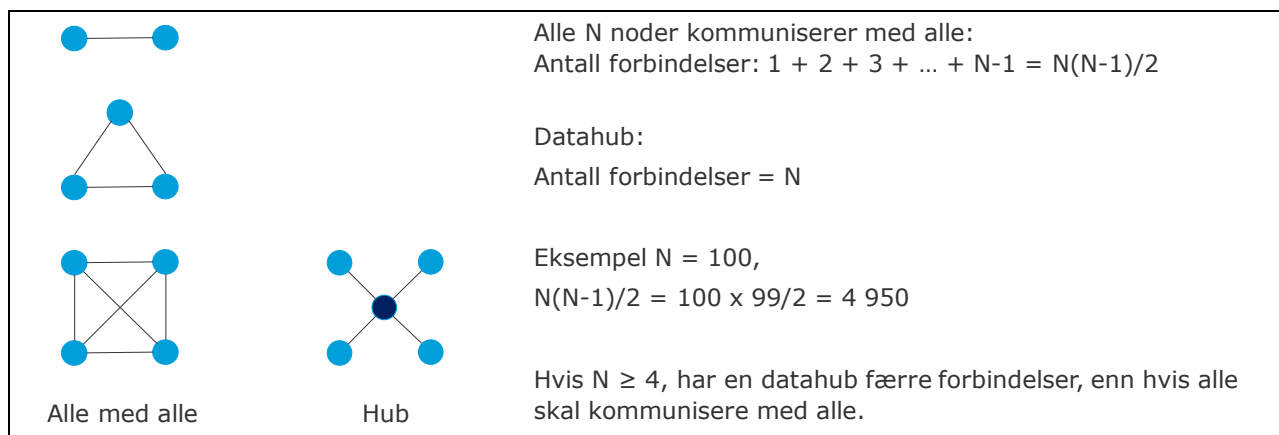 Alle N noder kommuniserer med alle:
Antall forbindelser: 1 + 2 + 3 + … + N-1 = N(N-1)/2
Datahub:
Antall forbindelser = N
Eksempel N = 100,
N(N-1)/2 = 100 x 99/2 = 4 950
Hvis N ≥ 4, har en datahub færre forbindelser, enn hvis alle
skal kommunisere med alle.
Alle med alle
Hub